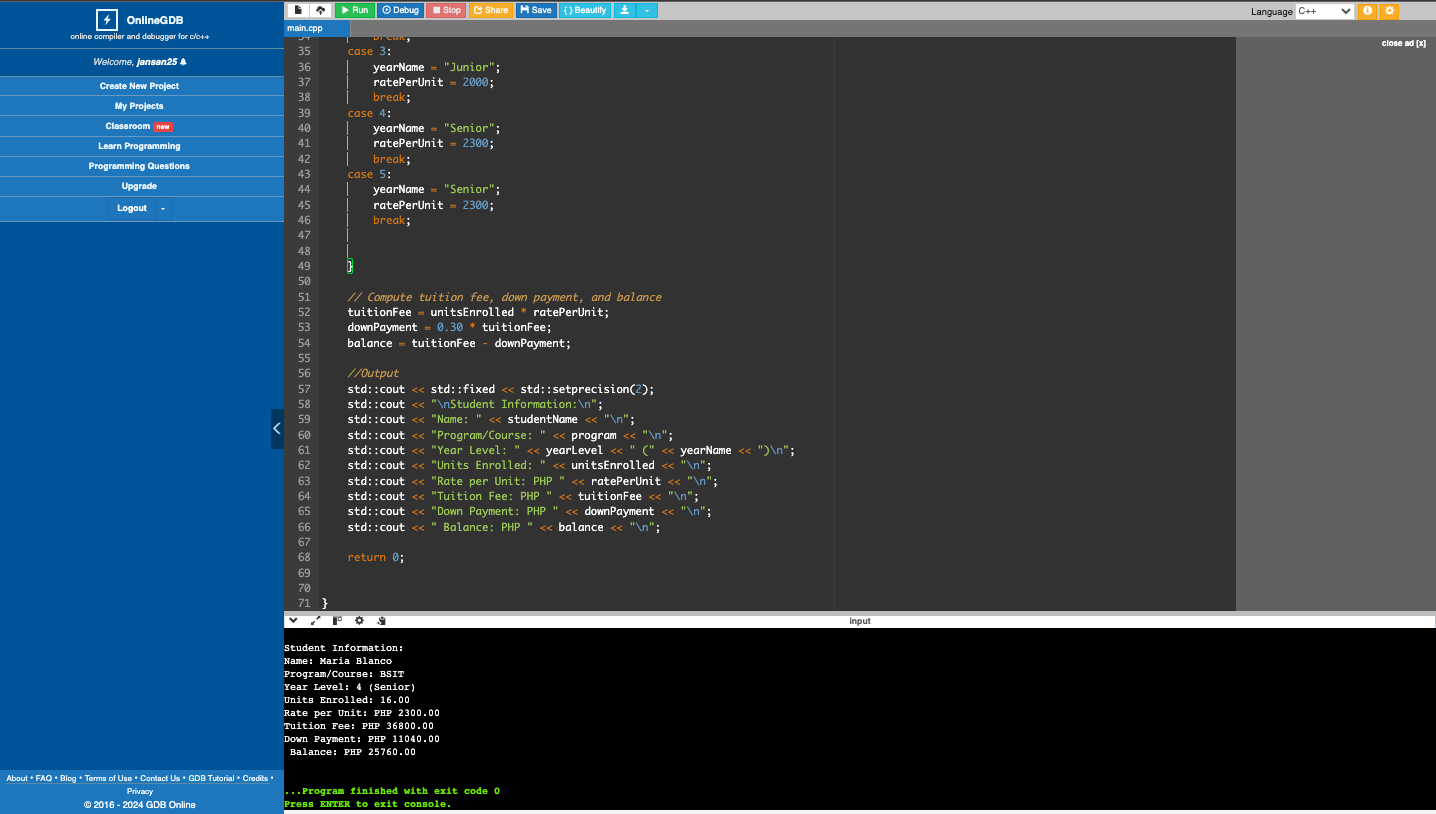 OnlineGDB
online compiler and debugger for c/c++
Welcome, jansan25
Create New Project
My Projects
Classroom new
Learn Programming
Programming Questions
Upgrade
Logout
About • FAQ • Blog • Terms of Use • Contact Us • GDB Tutorial • Credits •
Privacy
© 2016 - 2024 GDB Online
Run Debug Stop Share Save {} Beautify
Language C++
main.cpp
close ad [x]
34 break;
35 case 3:
36 yearName = "Junior";
37 ratePerUnit = 2000;
38 break;
39 case 4:
40 yearName = "Senior";
41 ratePerUnit = 2300;
42 break;
43 case 5:
44 yearName = "Senior";
45 ratePerUnit = 2300;
46 break;
47
48
49 }
50
51 // Compute tuition fee, down payment, and balance
52 tuitionFee = unitsEnrolled * ratePerUnit;
53 downPayment = 0.30 * tuitionFee;
54 balance = tuitionFee - downPayment;
55
56 //Output
57 std::cout << std::fixed << std::setprecision(2);
58 std::cout << "\nStudent Information:\n";
59 std::cout << "Name: " << studentName << "\n";
60 std::cout << "Program/Course: " << program << "\n";
61 std::cout << "Year Level: " << yearLevel << " (" << yearName << ")\n";
62 std::cout << "Units Enrolled: " << unitsEnrolled << "\n";
63 std::cout << "Rate per Unit: PHP " << ratePerUnit << "\n";
64 std::cout << "Tuition Fee: PHP " << tuitionFee << "\n";
65 std::cout << "Down Payment: PHP " << downPayment << "\n";
66 std::cout << " Balance: PHP " << balance << "\n";
67
68 return 0;
69
70
71 }
input
Student Information:
Name: Maria Blanco
Program/Course: BSIT
Year Level: 4 (Senior)
Units Enrolled: 16.00
Rate per Unit: PHP 2300.00
Tuition Fee: PHP 36800.00
Down Payment: PHP 11040.00
 Balance: PHP 25760.00
...Program finished with exit code 0
Press ENTER to exit console.